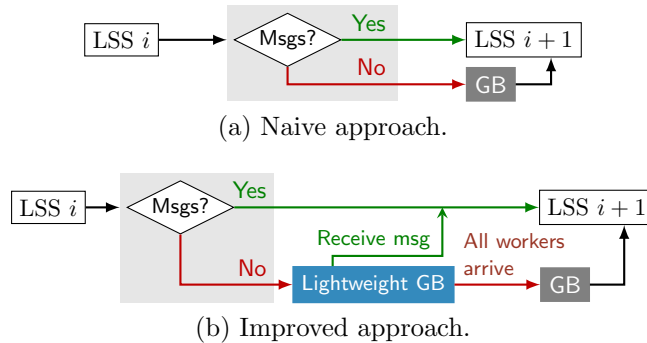 LSS i
Msgs?
Yes
No
LSS i + 1
GB
(a) Naive approach.
LSS i
Msgs?
Yes
No
Receive msg
Lightweight GB
All workers
arrive
GB
LSS i + 1
(b) Improved approach.